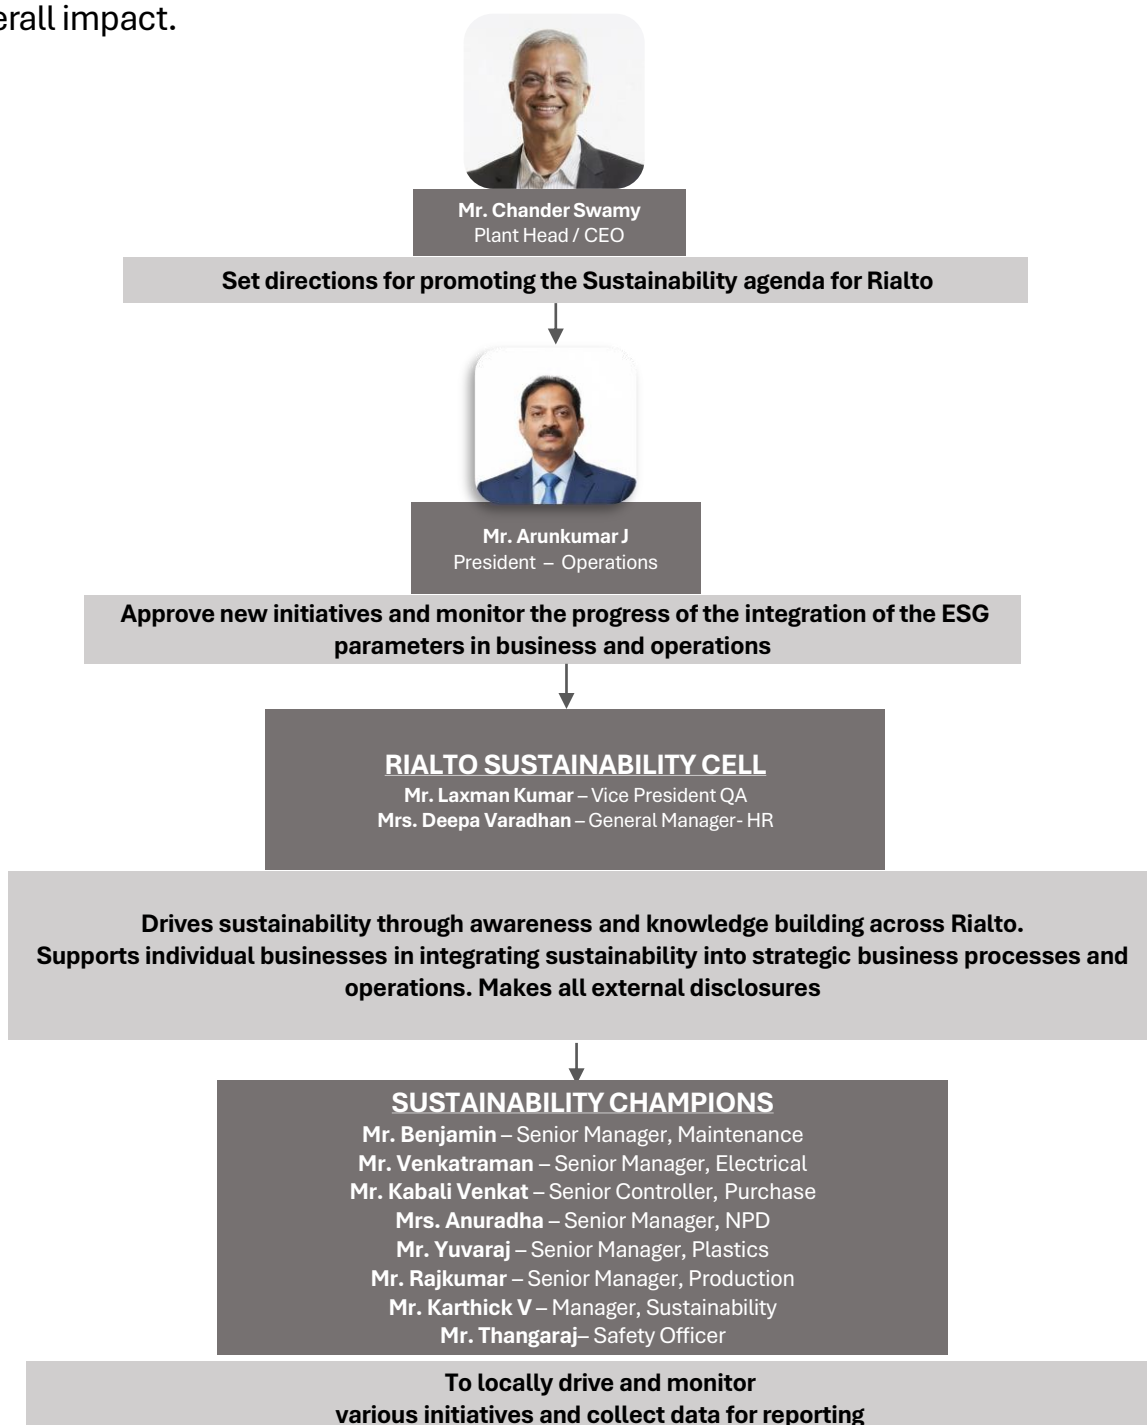 erall impact.
Mr. Chander Swamy
Plant Head / CEO
Set directions for promoting the Sustainability agenda for Rialto
Mr. Arunkumar J
President – Operations
Approve new initiatives and monitor the progress of the integration of the ESG
parameters in business and operations
RIALTO SUSTAINABILITY CELL
Mr. Laxman Kumar – Vice President QA
Mrs. Deepa Varadhan – General Manager- HR
Drives sustainability through awareness and knowledge building across Rialto.
Supports individual businesses in integrating sustainability into strategic business processes and
operations. Makes all external disclosures
SUSTAINABILITY CHAMPIONS
Mr. Benjamin – Senior Manager, Maintenance
Mr. Venkatraman – Senior Manager, Electrical
Mr. Kabali Venkat – Senior Controller, Purchase
Mrs. Anuradha – Senior Manager, NPD
Mr. Yuvaraj – Senior Manager, Plastics
Mr. Rajkumar – Senior Manager, Production
Mr. Karthick V – Manager, Sustainability
Mr. Thangaraj– Safety Officer
To locally drive and monitor
various initiatives and collect data for reporting